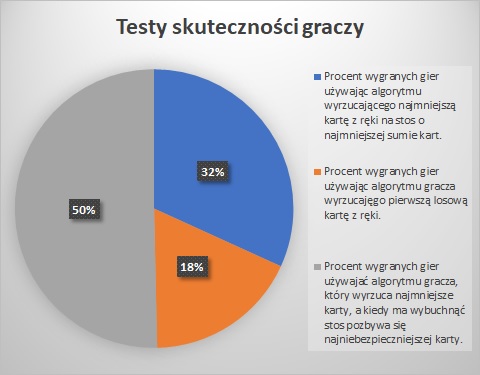 Testy skuteczności graczy
32%
18%
50%
Procent wygranych gier
używając algorytmu
wyrzucającego najmniejszą
kartę z ręki na stos o
najmniejszej sumie kart.
Procent wygranych gier
używając algorytmu gracza
wyrzucajęgo pierwszą losową
kartę z ręki.
Procent wygranych gier
używajać algorytmu gracza,
który wyrzuca najmniejsze
karty, a kiedy ma wybuchnąć
stos pozbywa się
najniebezpieczniejszej karty.